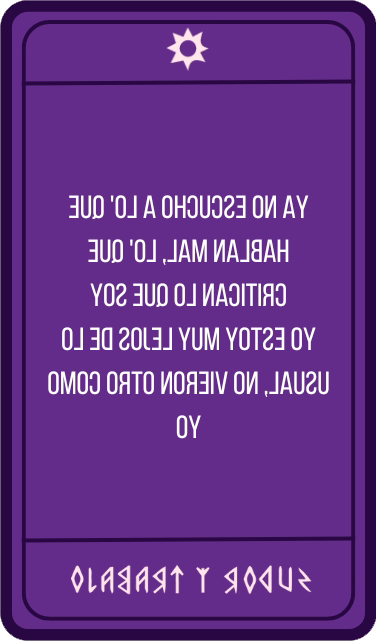 YA NO ESCUCHO A LO' QUE
HABLAN MAL, LO' QUE
CRITICAN LO QUE SOY
YO ESTOY MUY LEJOS DE LO
USUAL, NO VIERON OTRO COMO
YO
SUDOR Y TRABAJO